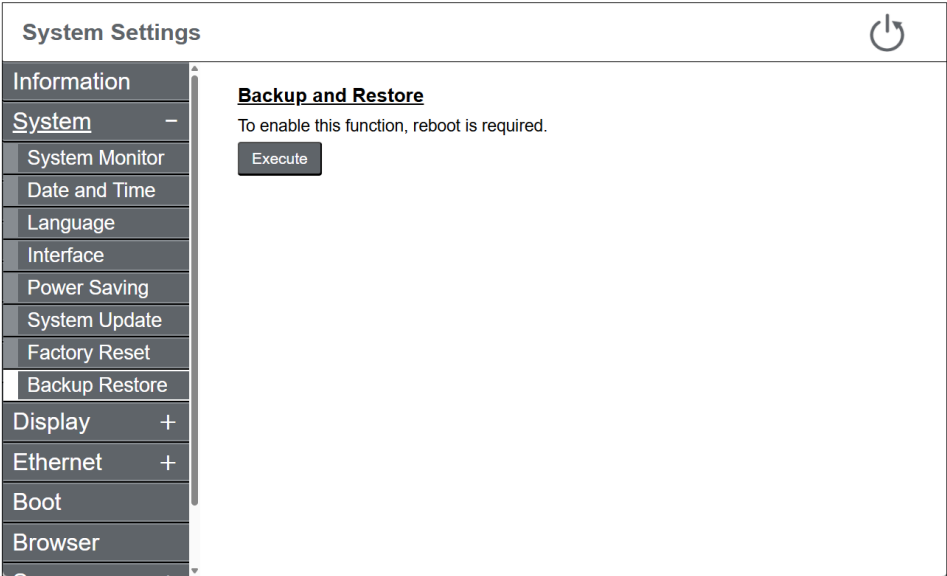 System Settings
Information
System −
System Monitor
Date and Time
Language
Interface
Power Saving
System Update
Factory Reset
Backup Restore
Display +
Ethernet +
Boot
Browser
Backup and Restore
To enable this function, reboot is required.
Execute